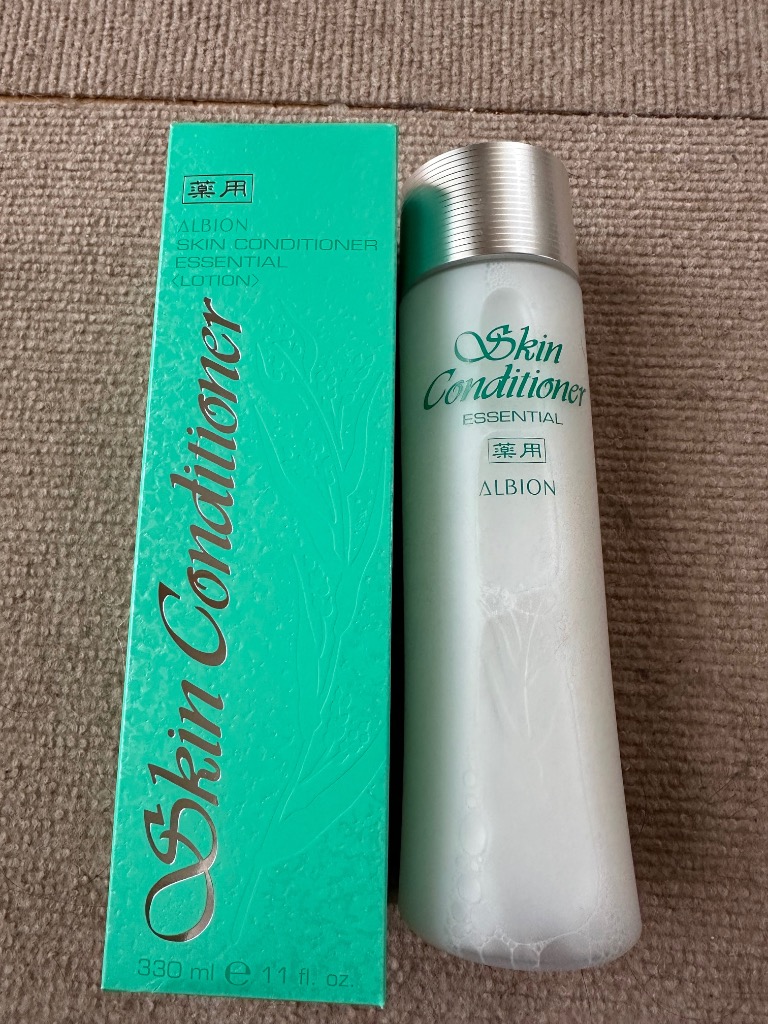 薬用
ALBION
SKIN CONDITIONER
ESSENTIAL
〈LOTION〉
Skin Conditioner
330 ml ℮ 11 fl. oz.
Skin
Conditioner
ESSENTIAL
薬用
ALBION